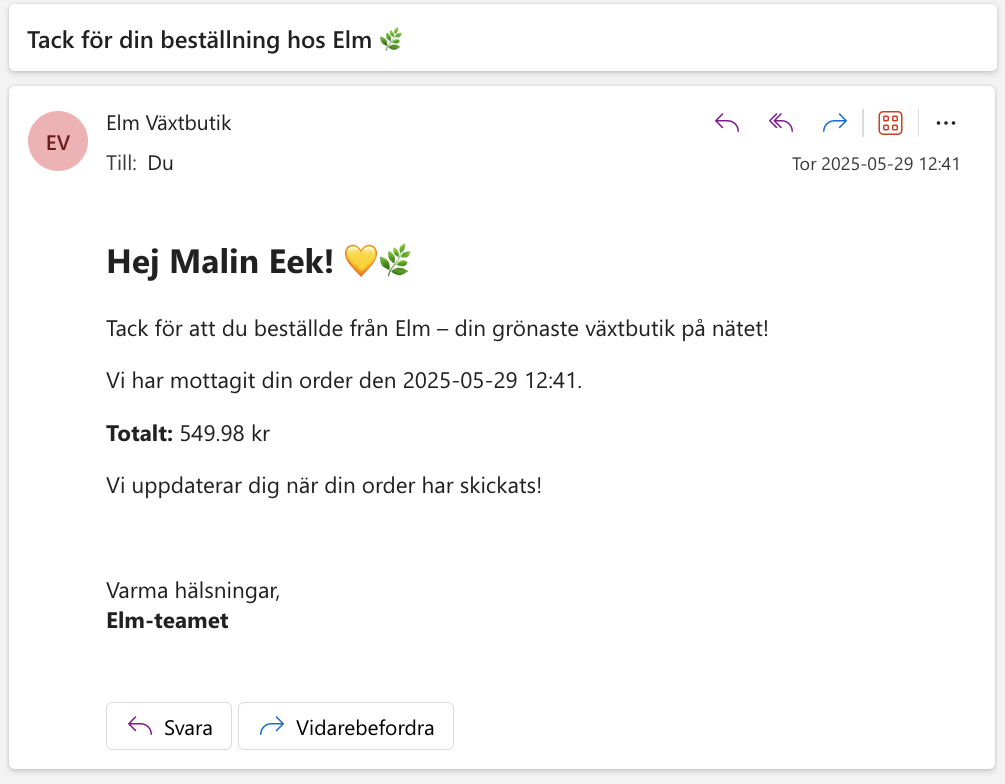 Tack för din beställning hos Elm 🌿
EV
Elm Växtbutik
Till: Du
Tor 2025-05-29 12:41
Hej Malin Eek! 💛🌿
Tack för att du beställde från Elm – din grönaste växtbutik på nätet!
Vi har mottagit din order den 2025-05-29 12:41.
Totalt: 549.98 kr
Vi uppdaterar dig när din order har skickats!
Varma hälsningar,
Elm-teamet
Svara
Vidarebefordra